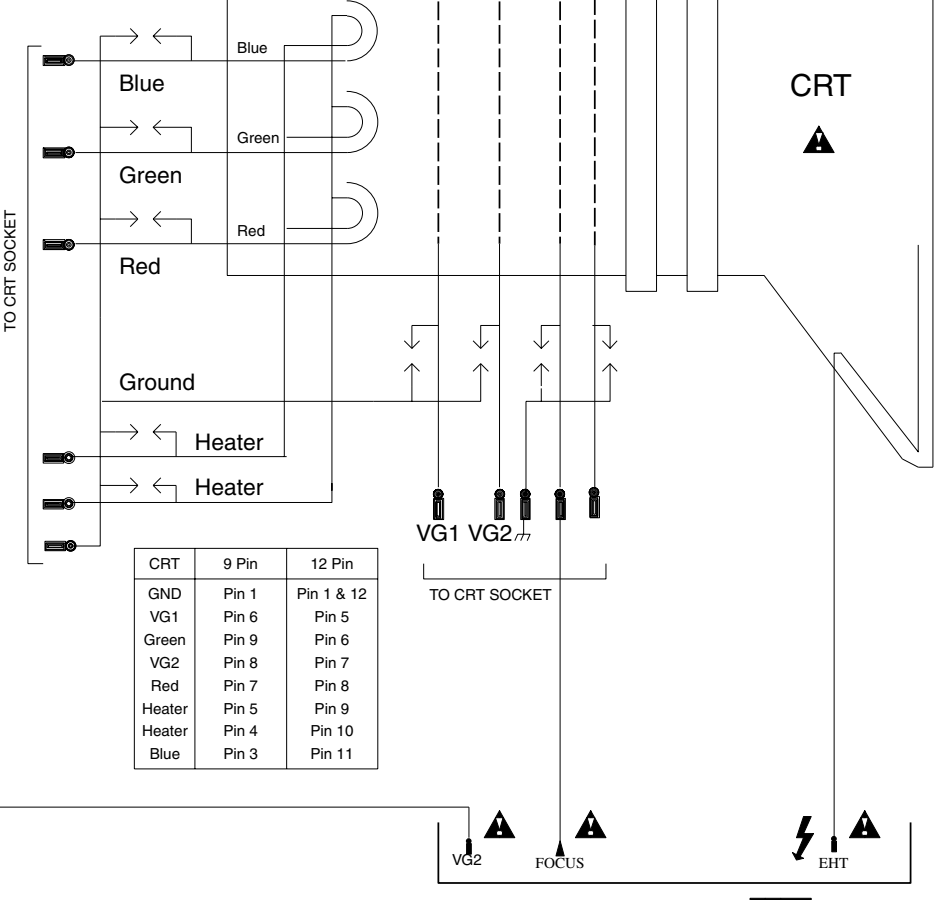 Blue
Blue
CRT
Green
Green
Red
Red
TO CRT SOCKET
Ground
Heater
Heater
VG1 VG2
TO CRT SOCKET
CRT 9 Pin 12 Pin
GND Pin 1 Pin 1 & 12
VG1 Pin 6 Pin 5
Green Pin 9 Pin 6
VG2 Pin 8 Pin 7
Red Pin 7 Pin 8
Heater Pin 5 Pin 9
Heater Pin 4 Pin 10
Blue Pin 3 Pin 11
VG2
FOCUS
EHT